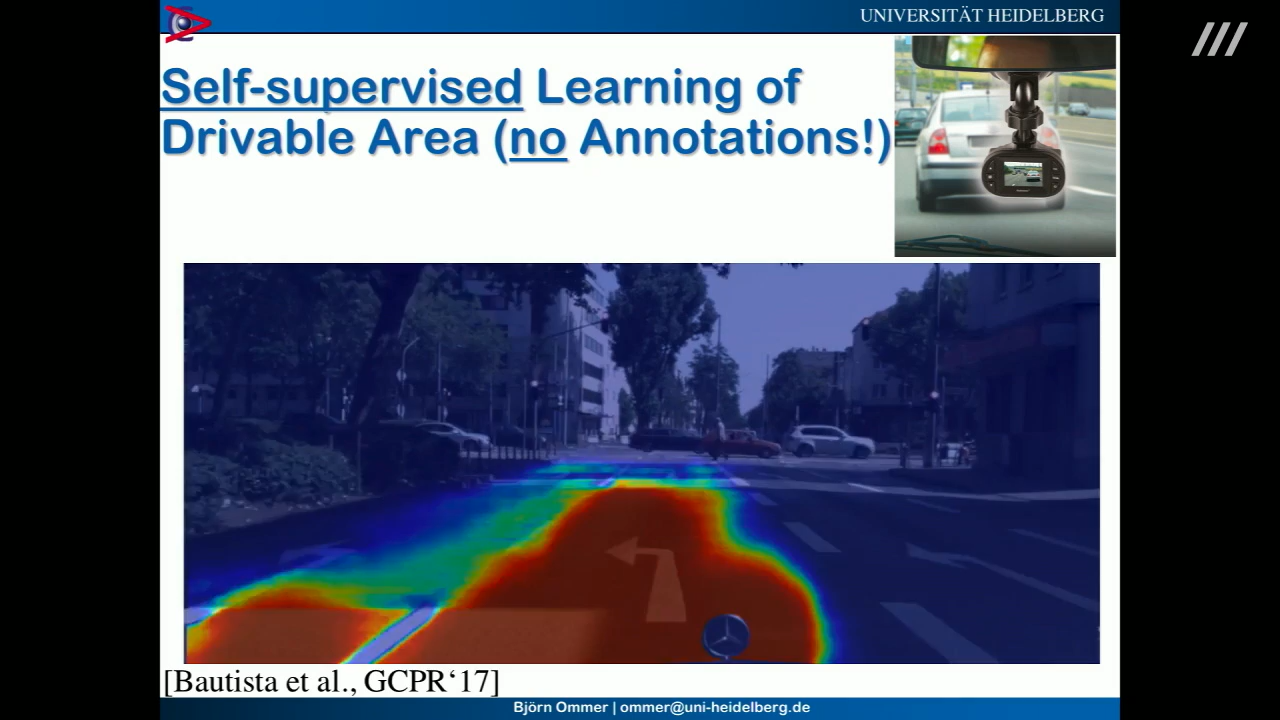 UNIVERSITÄT HEIDELBERG
Self-supervised Learning of
Drivable Area (no Annotations!)
[Bautista et al., GCPR‘17]
Björn Ommer | ommer@uni-heidelberg.de